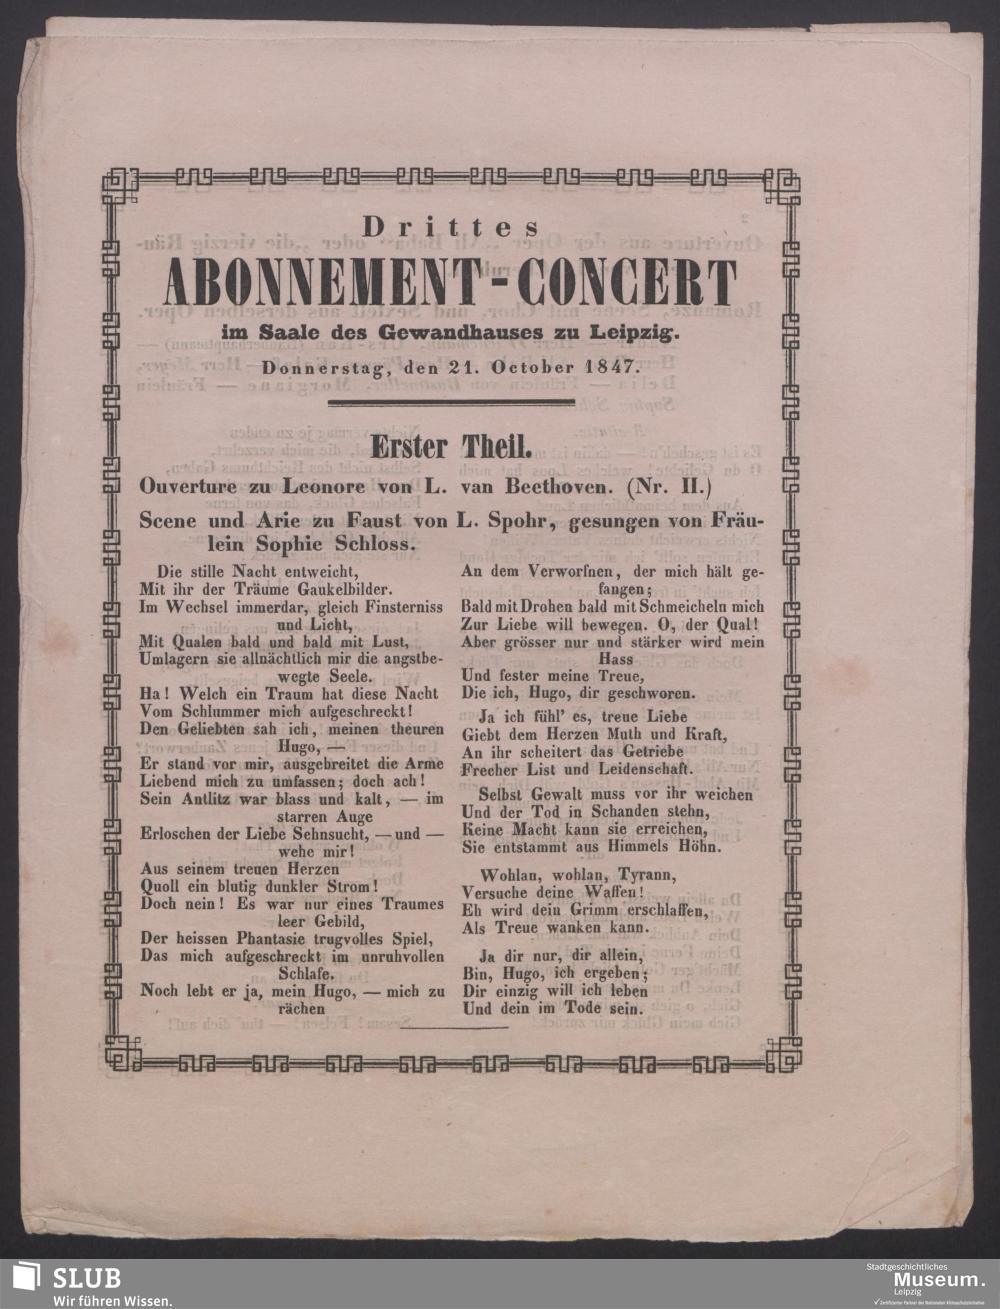 Drittes
ABONNEMENT-CONCERT
im Saale des Gewandhauses zu Leipzig.
Donnerstag, den 21. October 1847.
Erster Theil.
Ouverture zu Leonore von L. van Beethoven. (Nr. II.)
Scene und Arie zu Faust von L. Spohr, gesungen von Fräu-
lein Sophie Schloss.
Die stille Nacht entweicht,
Mit ihr der Träume Gaukelbilder.
Im Wechsel immerdar, gleich Finsterniss
und Licht,
Mit Qualen bald und bald mit Lust,
Umlagern sie allnächtlich mir die angstbe-
wegte Seele.
Ha! Welch ein Traum hat diese Nacht
Vom Schlummer mich aufgeschreckt!
Den Geliebten sah ich, meinen theuren
Hugo, —
Er stand vor mir, ausgebreitet die Arme
Liebend mich zu umfassen; doch ach!
Sein Antlitz war blass und kalt, — im
starren Auge
Erloschen der Liebe Sehnsucht, — und —
wehe mir!
Aus seinem treuen Herzen
Quoll ein blutig dunkler Strom!
Doch nein! Es war nur eines Traumes
leer Gebild,
Der heissen Phantasie trugvolles Spiel,
Das mich aufgeschreckt im unruhvollen
Schlafe.
Noch lebt er ja, mein Hugo, — mich zu
rächen
An dem Verworfnen, der mich hält ge-
fangen;
Bald mit Drohen bald mit Schmeicheln mich
Zur Liebe will bewegen. O, der Qual!
Aber grösser nur und stärker wird mein
Hass
Und fester meine Treue,
Die ich, Hugo, dir geschworen.
Ja ich fühl' es, treue Liebe
Giebt dem Herzen Muth und Kraft,
An ihr scheitert das Getriebe
Frecher List und Leidenschaft.
Selbst Gewalt muss vor ihr weichen
Und der Tod in Schanden stehn,
Keine Macht kann sie erreichen,
Sie entstammt aus Himmels Höhn.
Wohlan, wohlan, Tyrann,
Versuche deine Waffen!
Eh wird dein Grimm erschlaffen,
Als Treue wanken kann.
Ja dir nur, dir allein,
Bin, Hugo, ich ergeben;
Dir einzig will ich leben
Und dein im Tode sein.
SLUB
Wir führen Wissen.
Stadtgeschichtliches
Museum.
Leipzig
✓ Zertifizierter Partner der Nationalen Klimaschutzinitiative